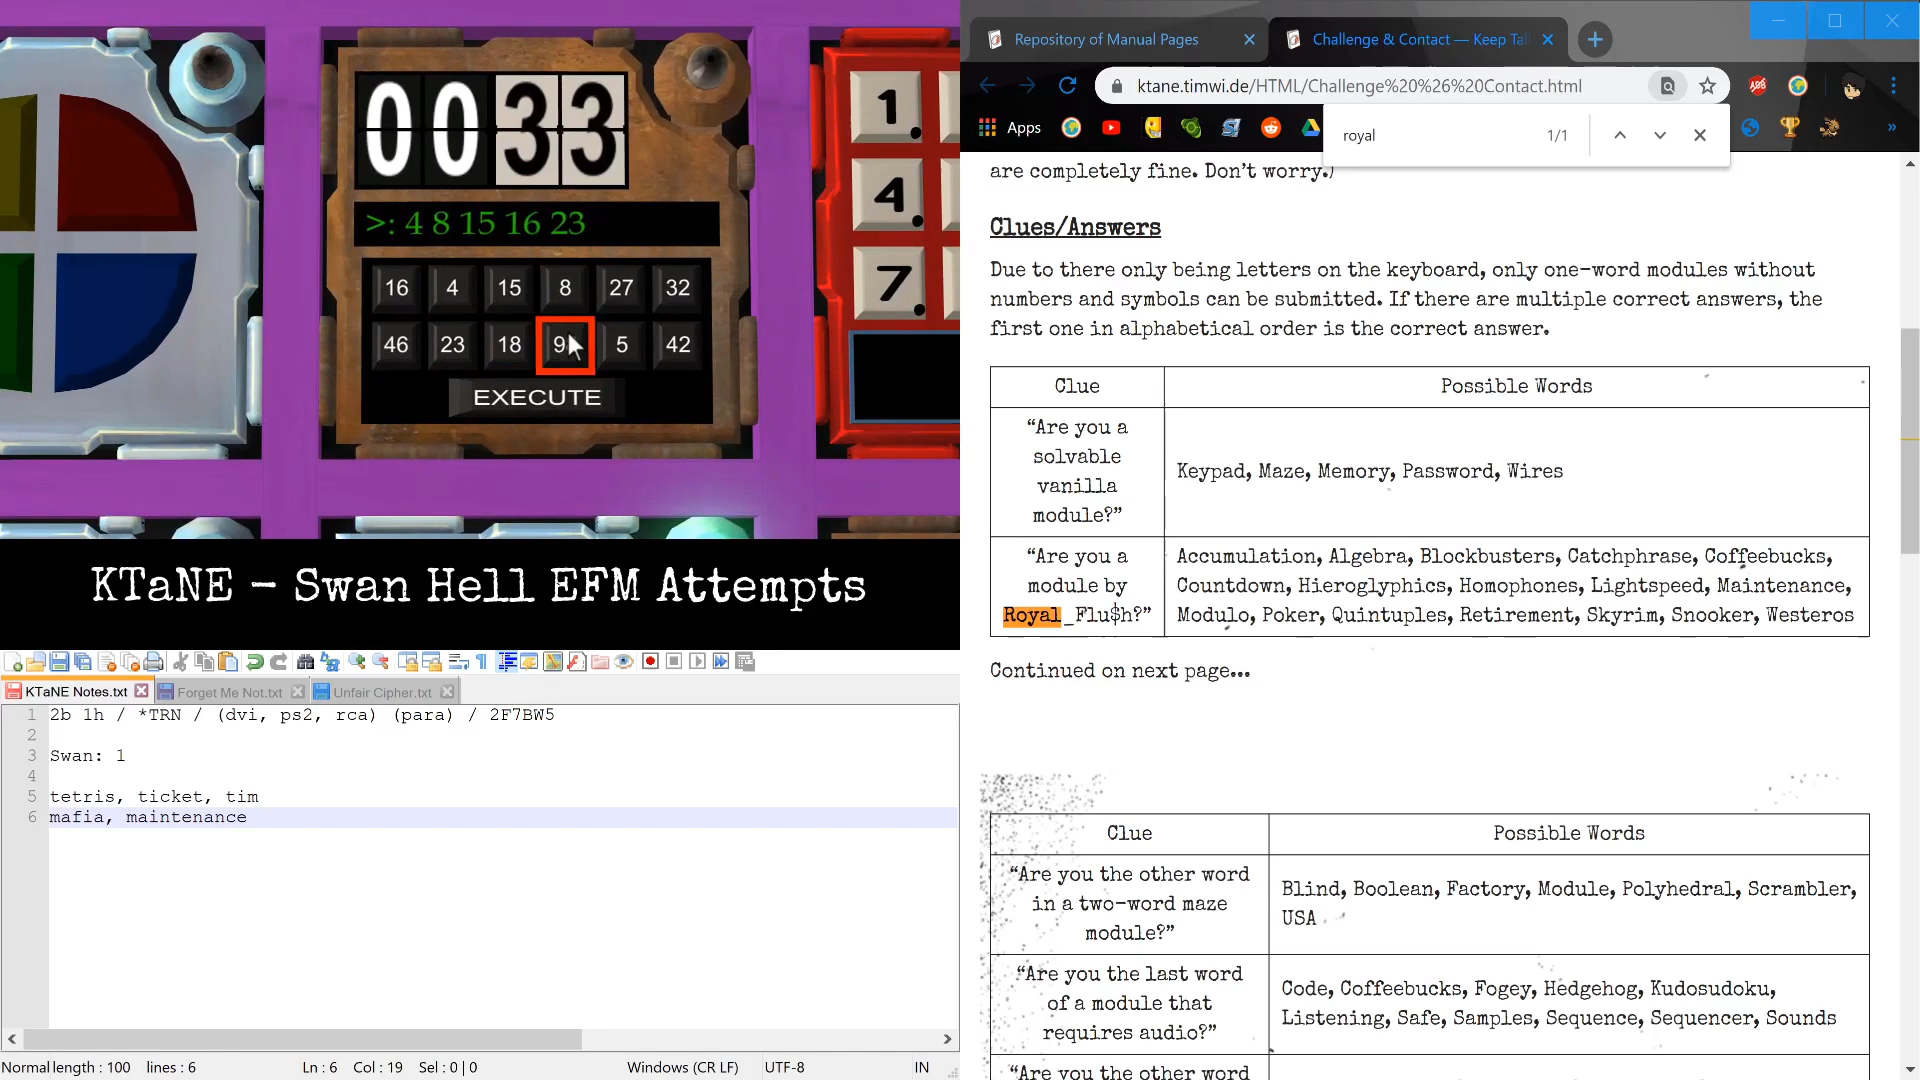 0033
>: 4 8 15 16 23
16 4 15 8 27 32
46 23 18 9 5 42
EXECUTE
1.
4.
7.
KTaNE - Swan Hell EFM Attempts
KTaNE Notes.txt
Forget Me Not.txt
Unfair Cipher.txt
1 2b 1h / *TRN / (dvi, ps2, rca) (para) / 2F7BW5
2
3 Swan: 1
4
5 tetris, ticket, tim
6 mafia, maintenance
Normal length : 100 lines : 6 Ln : 6 Col : 19 Sel : 0 | 0 Windows (CR LF) UTF-8 IN
Repository of Manual Pages
Challenge & Contact — Keep Tal
ktane.timwi.de/HTML/Challenge%20%26%20Contact.html
Apps
royal 1/1
are completely fine. Don't worry.)
Clues/Answers
Due to there only being letters on the keyboard, only one-word modules without
numbers and symbols can be submitted. If there are multiple correct answers, the
first one in alphabetical order is the correct answer.
Clue
Possible Words
“Are you a
solvable
vanilla
module?”
Keypad, Maze, Memory, Password, Wires
“Are you a
module by
Royal_Flu$h?”
Accumulation, Algebra, Blockbusters, Catchphrase, Coffeebucks,
Countdown, Hieroglyphics, Homophones, Lightspeed, Maintenance,
Modulo, Poker, Quintuples, Retirement, Skyrim, Snooker, Westeros
Continued on next page...
Clue
Possible Words
“Are you the other word
in a two-word maze
module?”
Blind, Boolean, Factory, Module, Polyhedral, Scrambler,
USA
“Are you the last word
of a module that
requires audio?”
Code, Coffeebucks, Fogey, Hedgehog, Kudosudoku,
Listening, Safe, Samples, Sequence, Sequencer, Sounds
“Are you the other word